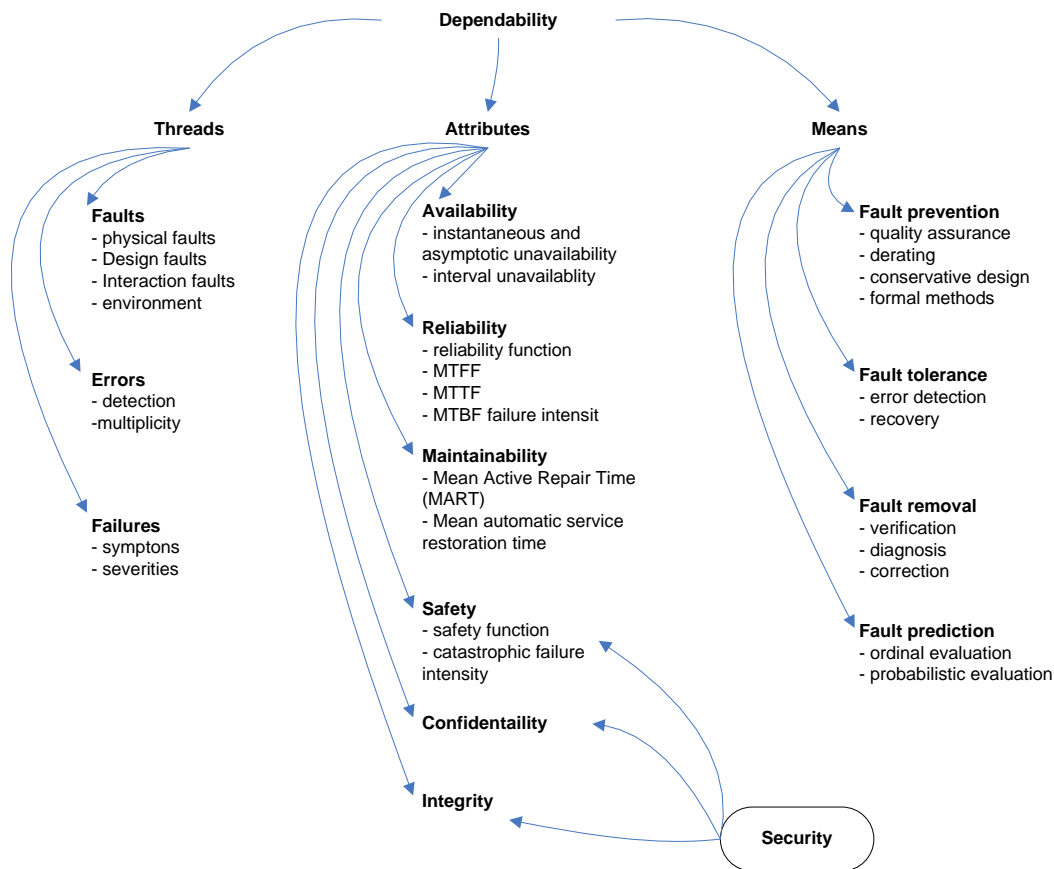 Dependability
Threads
Attributes
Means
Faults
- physical faults
- Design faults
- Interaction faults
- environment
Errors
- detection
-multiplicity
Failures
- symptons
- severities
Availability
- instantaneous and
asymptotic unavailability
- interval unavailablity
Reliability
- reliability function
- MTFF
- MTTF
- MTBF failure intensit
Maintainability
- Mean Active Repair Time
(MART)
- Mean automatic service
restoration time
Safety
- safety function
- catastrophic failure
intensity
Confidentaility
Integrity
Fault prevention
- quality assurance
- derating
- conservative design
- formal methods
Fault tolerance
- error detection
- recovery
Fault removal
- verification
- diagnosis
- correction
Fault prediction
- ordinal evaluation
- probabilistic evaluation
Security